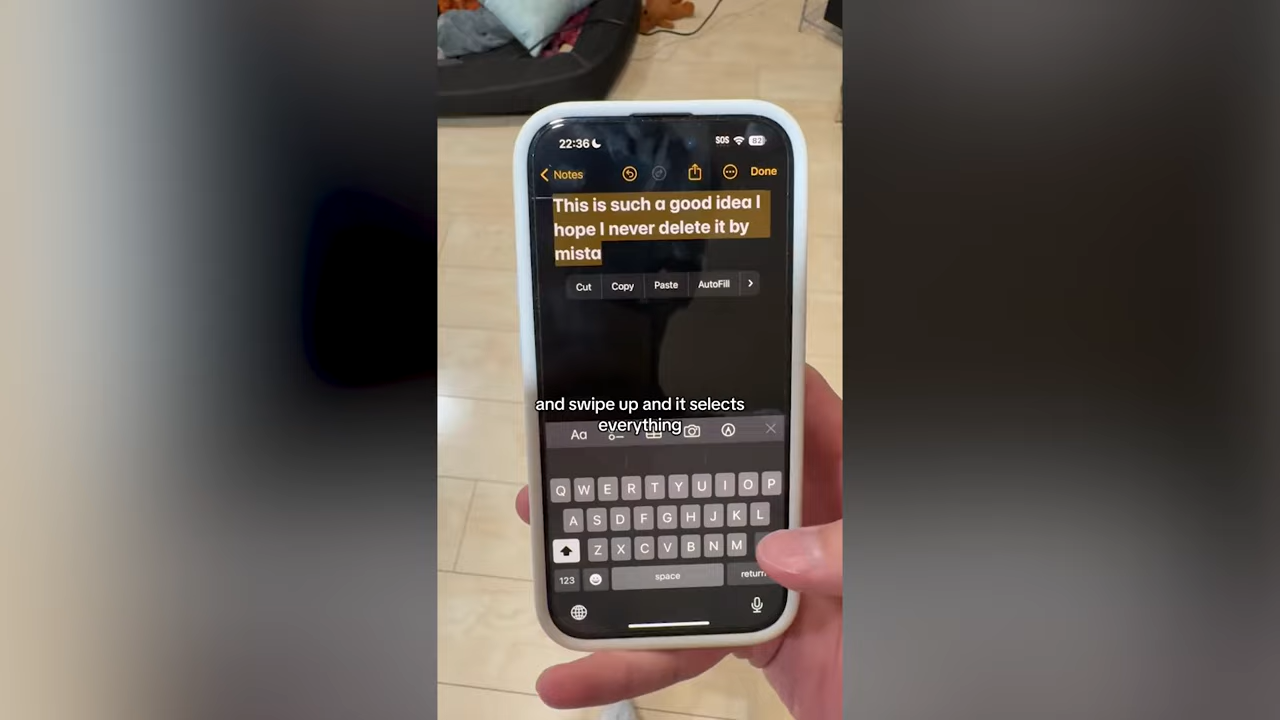 22:36
SOS
82
Notes
Done
This is such a good idea I
hope I never delete it by
mista
Cut Copy Paste AutoFill
and swipe up and it selects
everything
Aa
Q W E R T Y U I O P
A S D F G H J K L
Z X C V B N M
123 space return